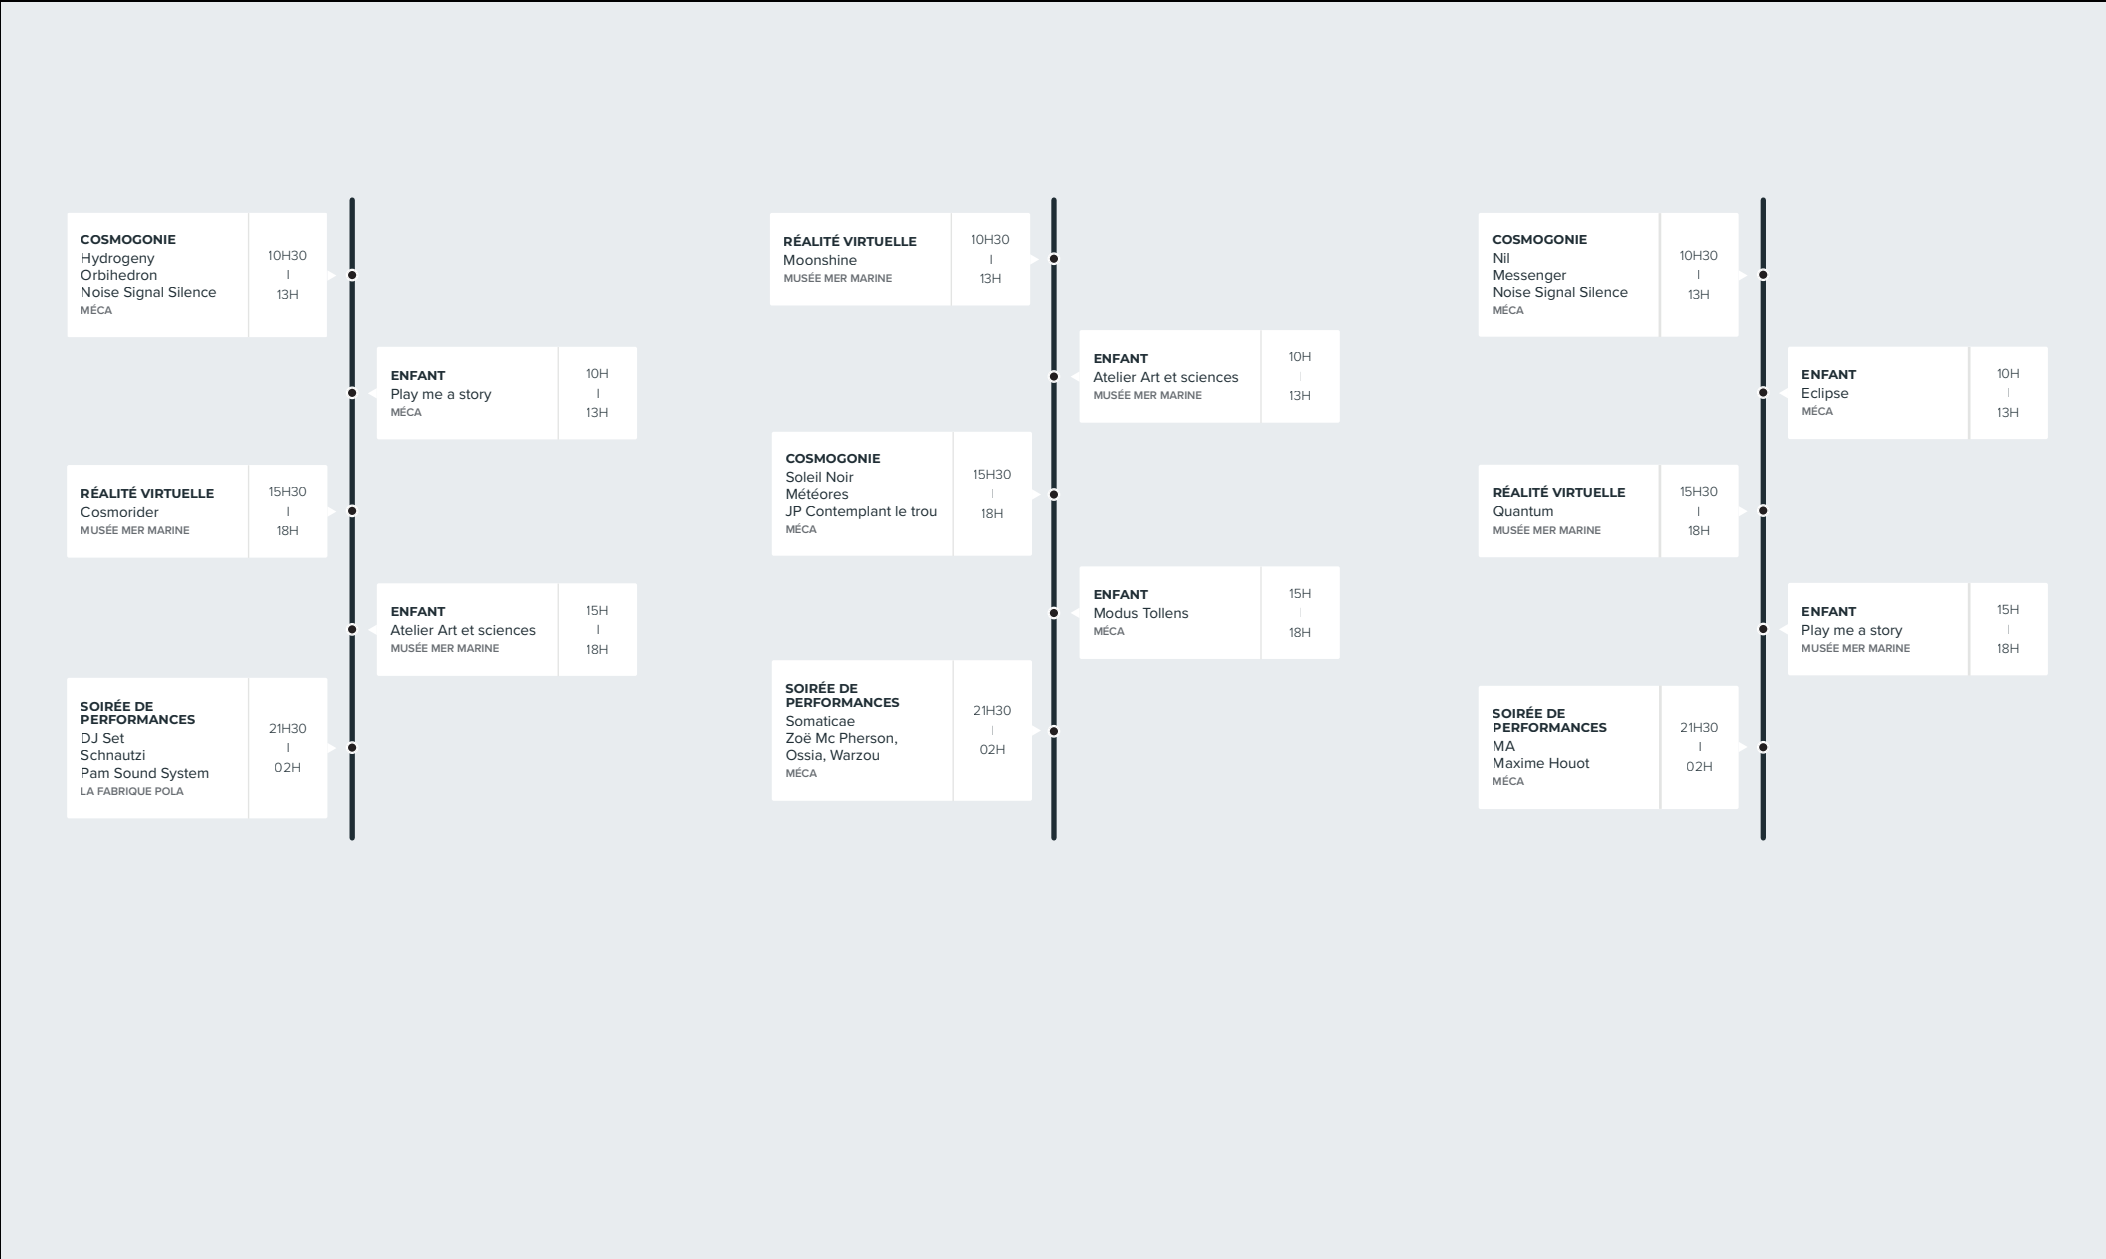 COSMOGONIE
Hydrogeny
Orbihedron
Noise Signal Silence
MÉCA
10H30
I
13H
ENFANT
Play me a story
MÉCA
10H
I
13H
RÉALITÉ VIRTUELLE
Cosmorider
MUSÉE MER MARINE
15H30
I
18H
ENFANT
Atelier Art et sciences
MUSÉE MER MARINE
15H
I
18H
SOIRÉE DE
PERFORMANCES
DJ Set
Schnautzi
Pam Sound System
LA FABRIQUE POLA
21H30
I
02H
RÉALITÉ VIRTUELLE
Moonshine
MUSÉE MER MARINE
10H30
I
13H
ENFANT
Atelier Art et sciences
MUSÉE MER MARINE
10H
I
13H
COSMOGONIE
Soleil Noir
Météores
JP Contemplant le trou
MÉCA
15H30
I
18H
ENFANT
Modus Tollens
MÉCA
15H
I
18H
SOIRÉE DE
PERFORMANCES
Somaticae
Zoë Mc Pherson,
Ossia, Warzou
MÉCA
21H30
I
02H
COSMOGONIE
Nil
Messenger
Noise Signal Silence
MÉCA
10H30
I
13H
ENFANT
Eclipse
MÉCA
10H
I
13H
RÉALITÉ VIRTUELLE
Quantum
MUSÉE MER MARINE
15H30
I
18H
ENFANT
Play me a story
MUSÉE MER MARINE
15H
I
18H
SOIRÉE DE
PERFORMANCES
MA
Maxime Houot
MÉCA
21H30
I
02H